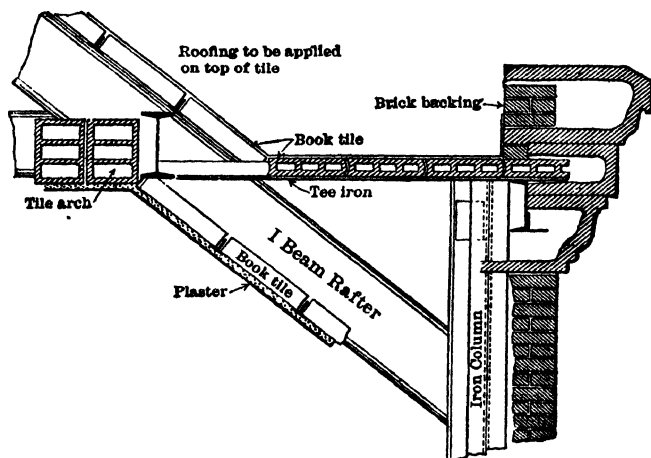 Roofing to be applied
on top of tile
Brick backing
Book tile
Tee iron
Tile arch
I Beam Rafter
Book tile
Plaster
Iron Column